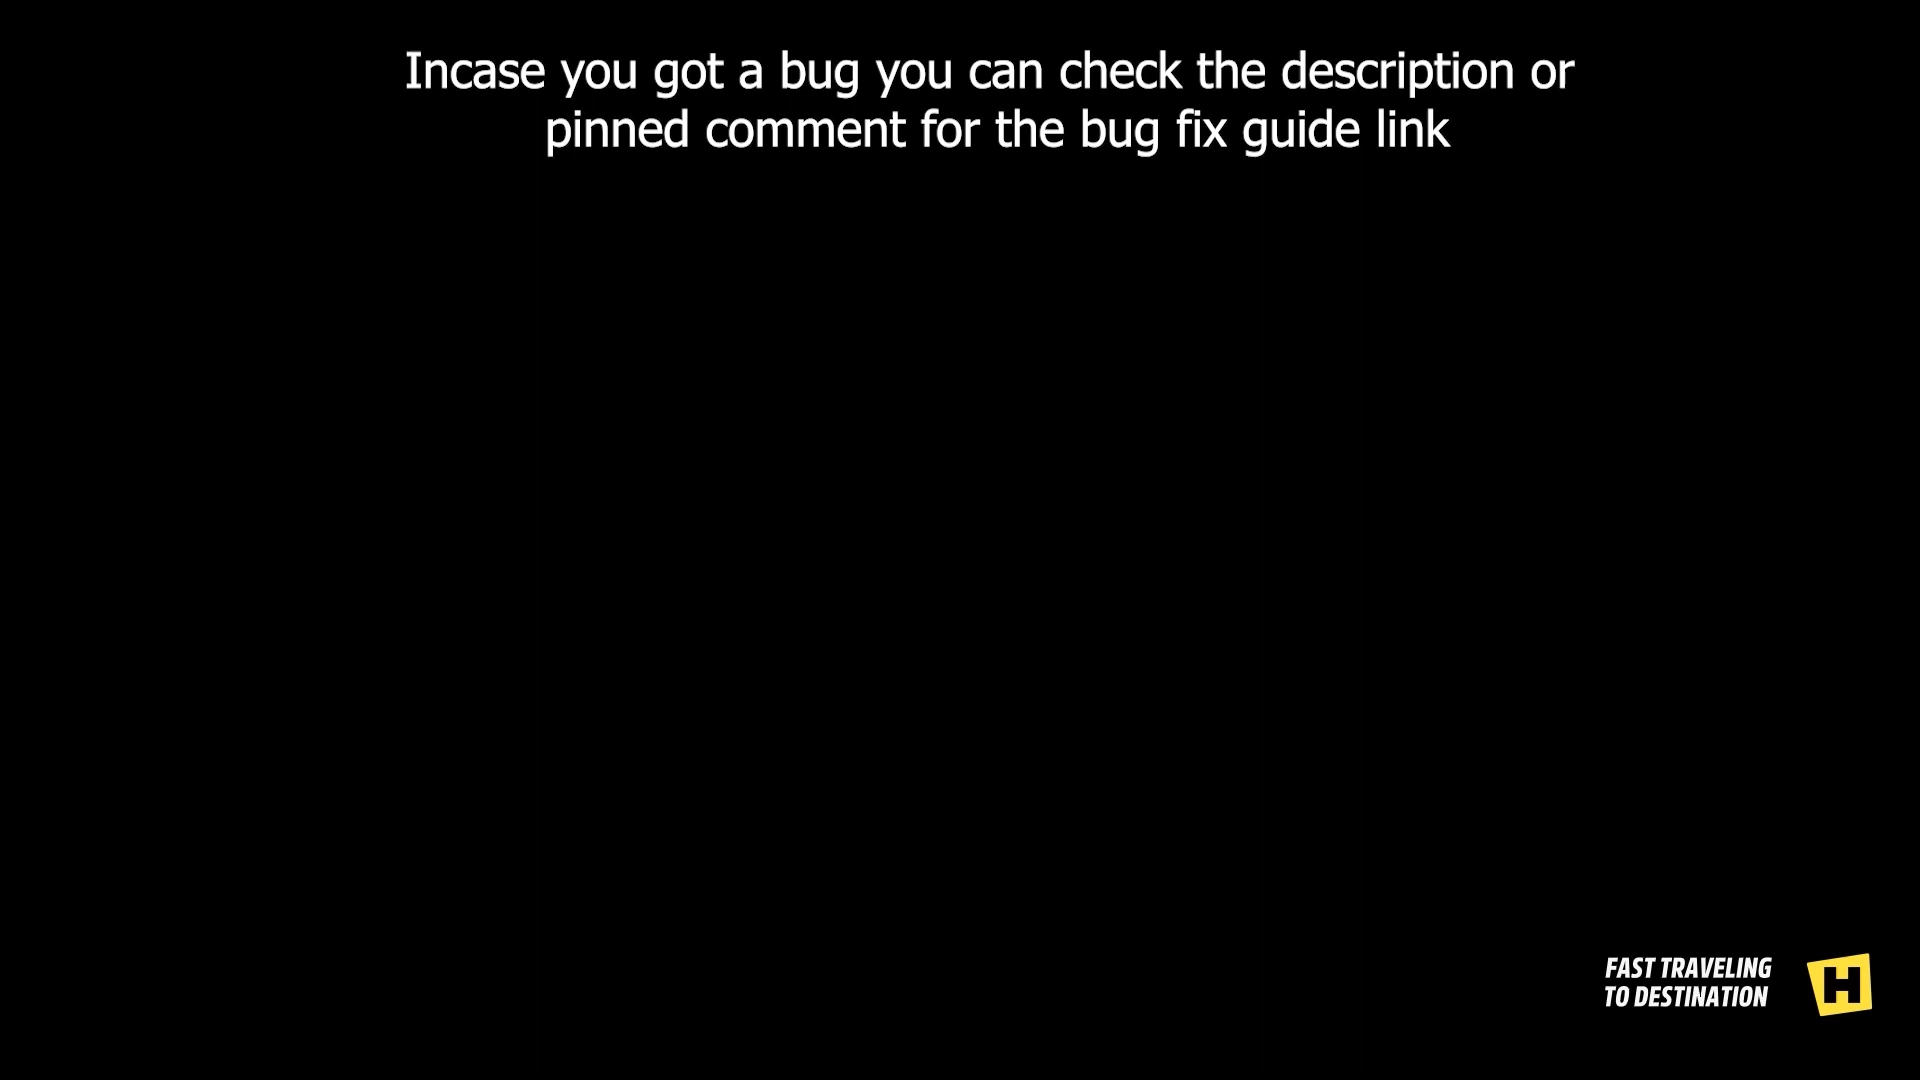 Incase you got a bug you can check the description or
pinned comment for the bug fix guide link
FAST TRAVELING
TO DESTINATION
H